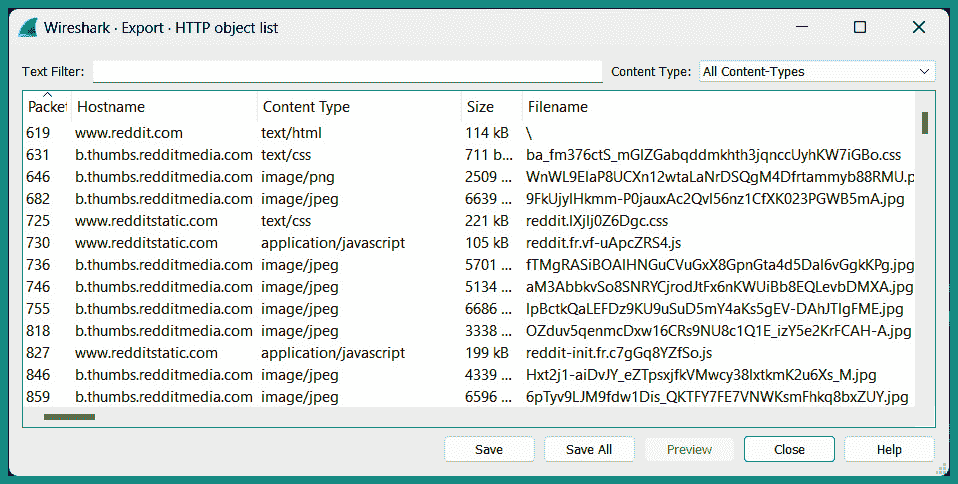 Wireshark · Export · HTTP object list
Text Filter: Content Type: All Content-Types
Packet Hostname Content Type Size Filename
619 www.reddit.com text/html 114 kB \
631 b.thumbs.redditmedia.com text/css 711 b... ba_fm376ctS_mGIZGabqddmkhth3jqnccUyhKW7iGBo.css
646 b.thumbs.redditmedia.com image/png 2509 ... WnWL9ElaP8UCXn12wtaLaNrDSQgM4Dfrtammyb88RMU.p
682 b.thumbs.redditmedia.com image/jpeg 6639 ... 9FkUjylHkmm-P0jauxAc2QvI56nz1CfXK023PGWB5mA.jpg
725 www.redditstatic.com text/css 221 kB reddit.lXjlj0Z6Dgc.css
730 www.redditstatic.com application/javascript 105 kB reddit.fr.vf-uApcZRS4.js
736 b.thumbs.redditmedia.com image/jpeg 5701 ... fTMgRASiBOAIHNGuCVuGxX8GpnGta4d5Dal6vGgkKPg.jpg
746 b.thumbs.redditmedia.com image/jpeg 5134 ... aM3AbbkvSo8SNRYCjrodJtFx6nKWUiBb8EQLevbDMXA.jpg
755 b.thumbs.redditmedia.com image/jpeg 6686 ... IpBctkQaLEFDz9KU9uSuD5mY4aKs5gEV-DAhJTlgFME.jpg
818 b.thumbs.redditmedia.com image/jpeg 3338 ... OZduv5qenmcDxw16CRs9NU8c1Q1E_izY5e2KrFCAH-A.jpg
827 www.redditstatic.com application/javascript 199 kB reddit-init.fr.c7gGq8YZfSo.js
846 b.thumbs.redditmedia.com image/jpeg 4339 ... Hxt2j1-aiDvJY_eZTpsxjfkVMwcy38lxtkmK2u6Xs_M.jpg
859 b.thumbs.redditmedia.com image/jpeg 6596 ... 6pTyv9LJM9fdw1Dis_QKTFY7FE7VNWKsmFhkq8bxZUY.jpg
Save Save All Preview Close Help